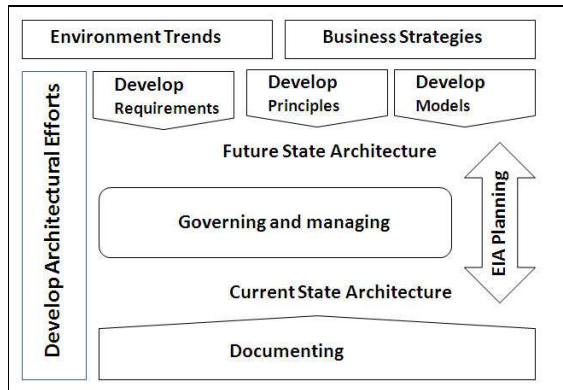 Environment Trends
Business Strategies
Develop Architectural Efforts
Develop
Requirements
Develop
Principles
Develop
Models
Future State Architecture
Governing and managing
EIA Planning
Current State Architecture
Documenting